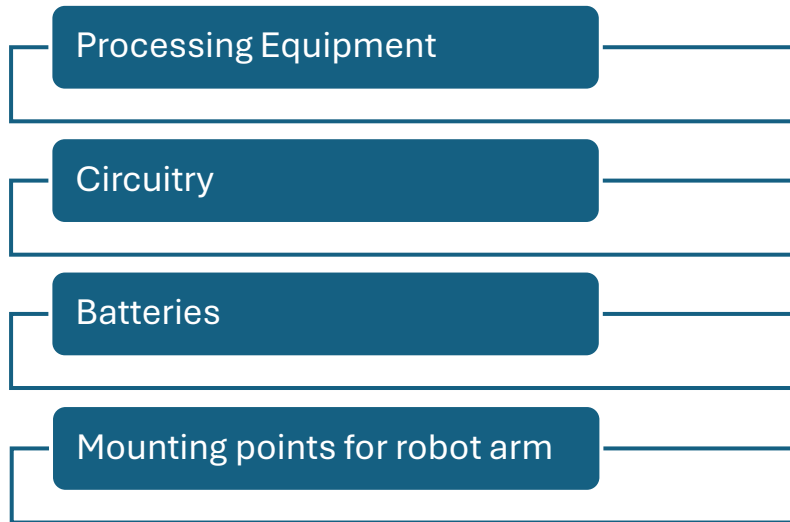 Processing Equipment
Circuitry
Batteries
Mounting points for robot arm